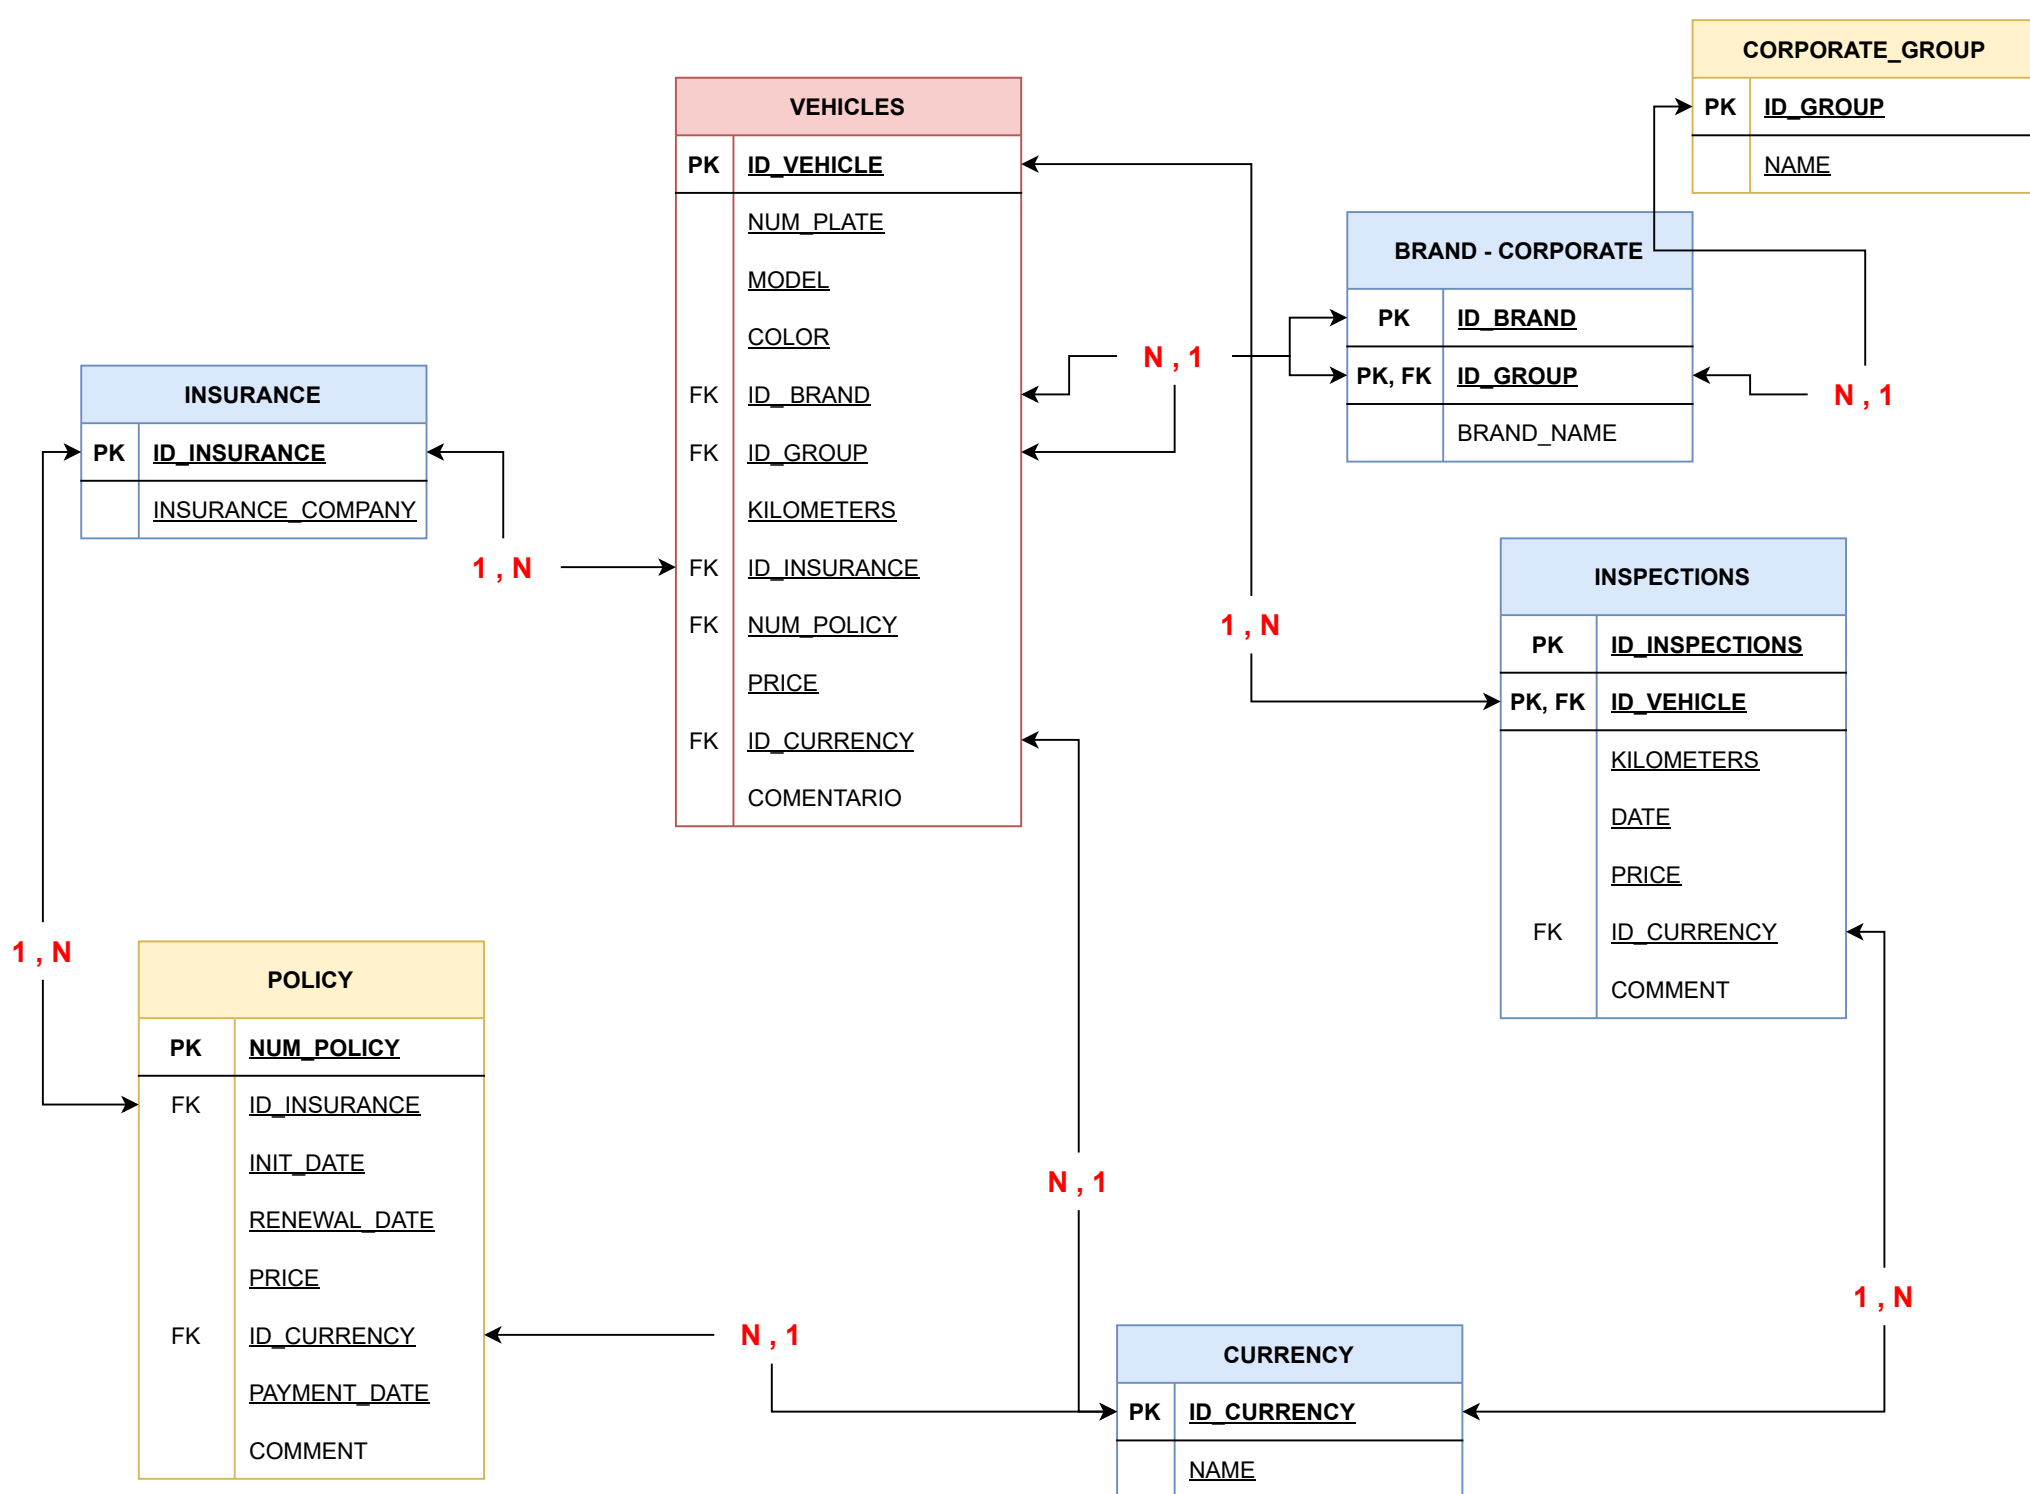 CORPORATE_GROUP
PK ID_GROUP
NAME
VEHICLES
PK ID_VEHICLE
NUM_PLATE
MODEL
COLOR
FK ID_ BRAND
FK ID_GROUP
KILOMETERS
FK ID_INSURANCE
FK NUM_POLICY
PRICE
FK ID_CURRENCY
COMENTARIO
BRAND - CORPORATE
PK ID_BRAND
PK, FK ID_GROUP
BRAND_NAME
N , 1
N , 1
INSURANCE
PK ID_INSURANCE
INSURANCE_COMPANY
1 , N
1 , N
INSPECTIONS
PK ID_INSPECTIONS
PK, FK ID_VEHICLE
KILOMETERS
DATE
PRICE
FK ID_CURRENCY
COMMENT
1 , N
POLICY
PK NUM_POLICY
FK ID_INSURANCE
INIT_DATE
RENEWAL_DATE
PRICE
FK ID_CURRENCY
PAYMENT_DATE
COMMENT
N , 1
N , 1
1 , N
CURRENCY
PK ID_CURRENCY
NAME